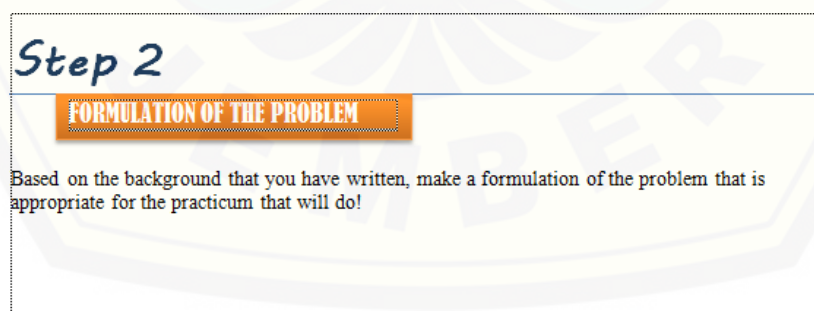 Step 2
FORMULATION OF THE PROBLEM
Based on the background that you have written, make a formulation of the problem that is
appropriate for the practicum that will do!
EMBER